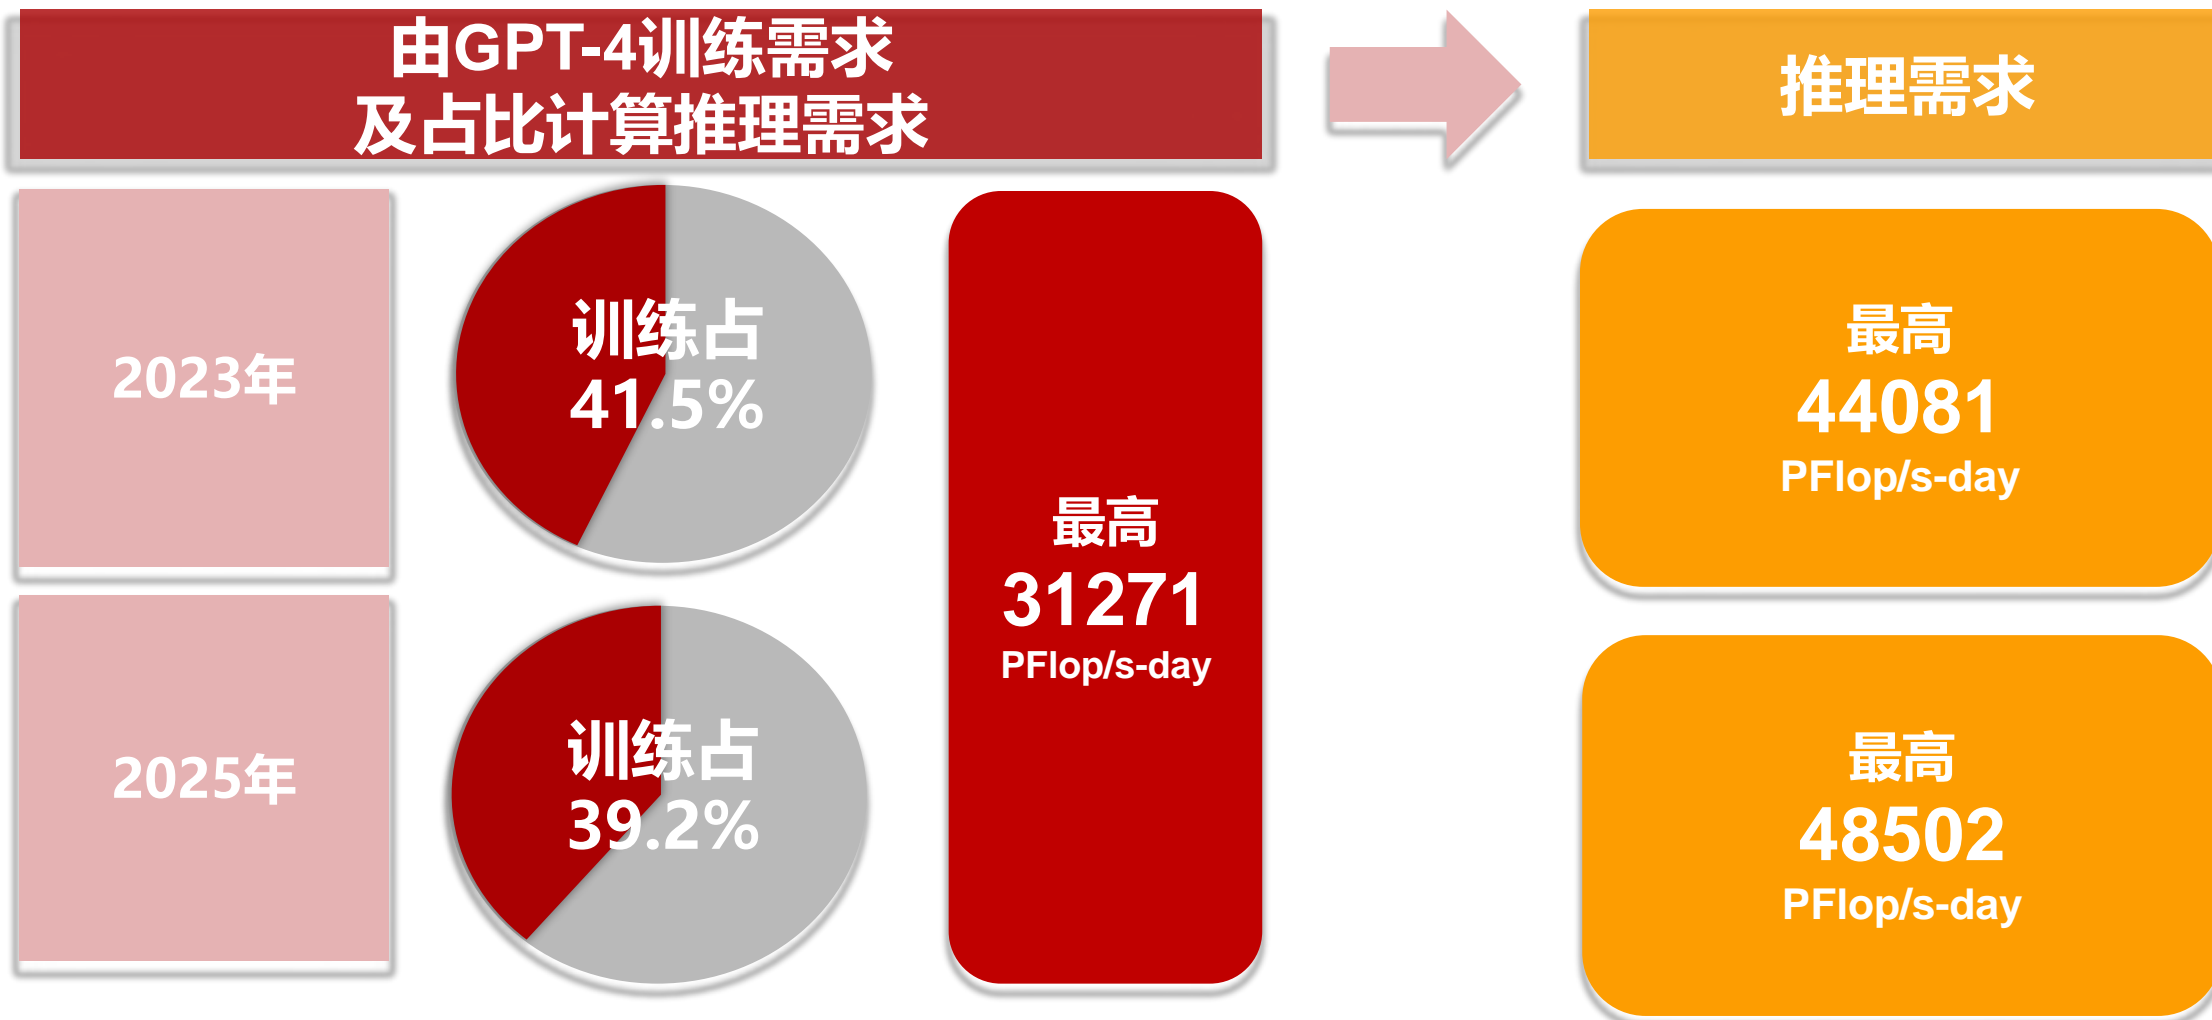 由GPT-4训练需求
及占比计算推理需求
推理需求
2023年
训练占
41.5%
最高
31271
PFlop/s-day
最高
44081
PFlop/s-day
2025年
训练占
39.2%
最高
48502
PFlop/s-day